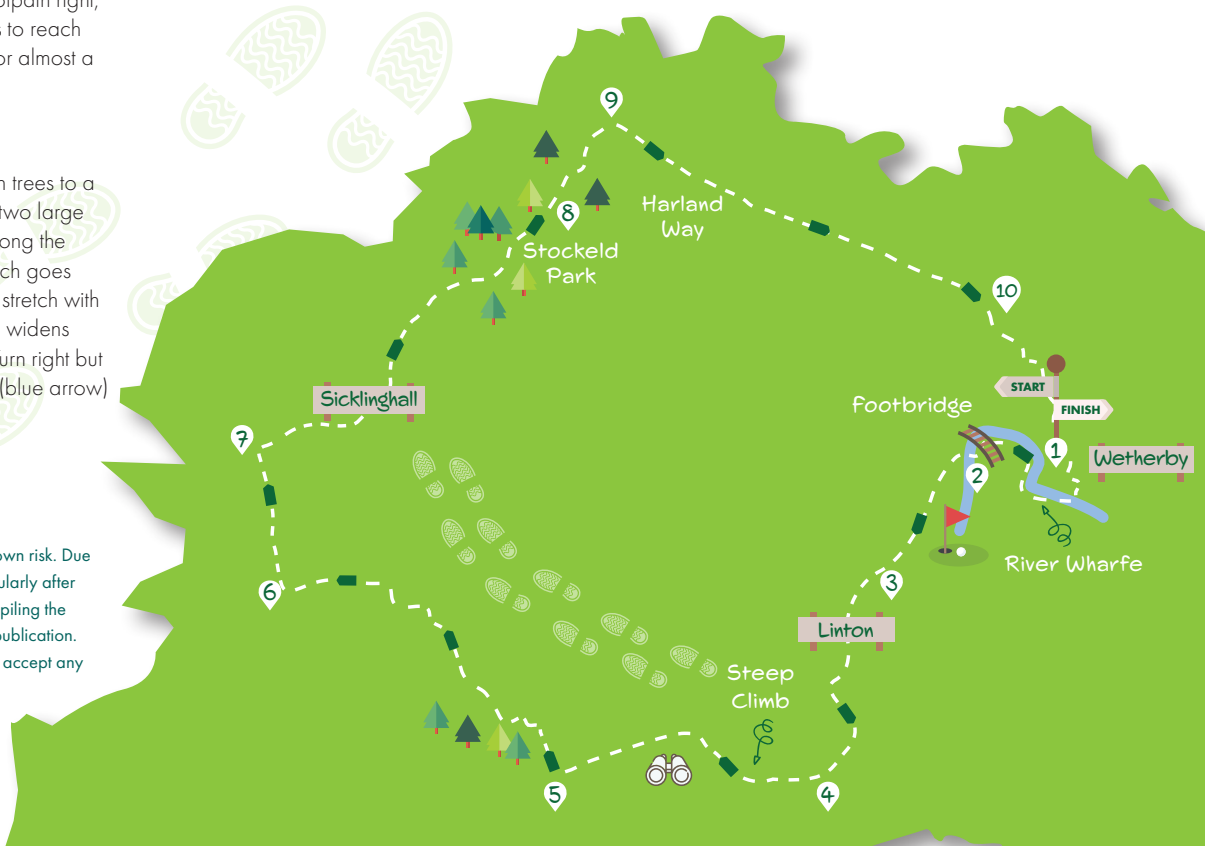 otpath right,
s to reach
or almost a
n trees to a
two large
ong the
ch goes
stretch with
widens
urn right but
(blue arrow)
own risk. Due
ularly after
piling the
publication.
accept any
9
8
Harland
Way
Stockeld
Park
10
START
FINISH
Sicklinghall
Footbridge
7
1
Wetherby
2
River Wharfe
6
3
Linton
Steep
Climb
5
4